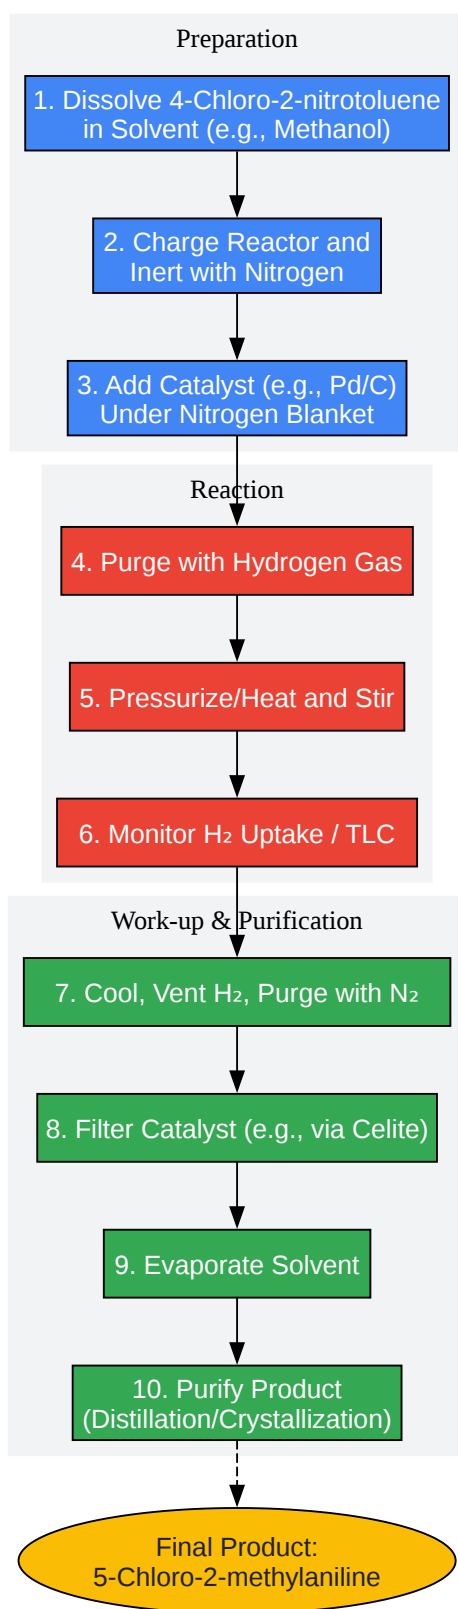 Preparation
1. Dissolve 4-Chloro-2-nitrotoluene
in Solvent (e.g., Methanol)
2. Charge Reactor and
Inert with Nitrogen
3. Add Catalyst (e.g., Pd/C)
Under Nitrogen Blanket
Reaction
4. Purge with Hydrogen Gas
5. Pressurize/Heat and Stir
6. Monitor H₂ Uptake / TLC
Work-up & Purification
7. Cool, Vent H₂, Purge with N₂
8. Filter Catalyst (e.g., via Celite)
9. Evaporate Solvent
10. Purify Product
(Distillation/Crystallization)
Final Product:
5-Chloro-2-methylaniline